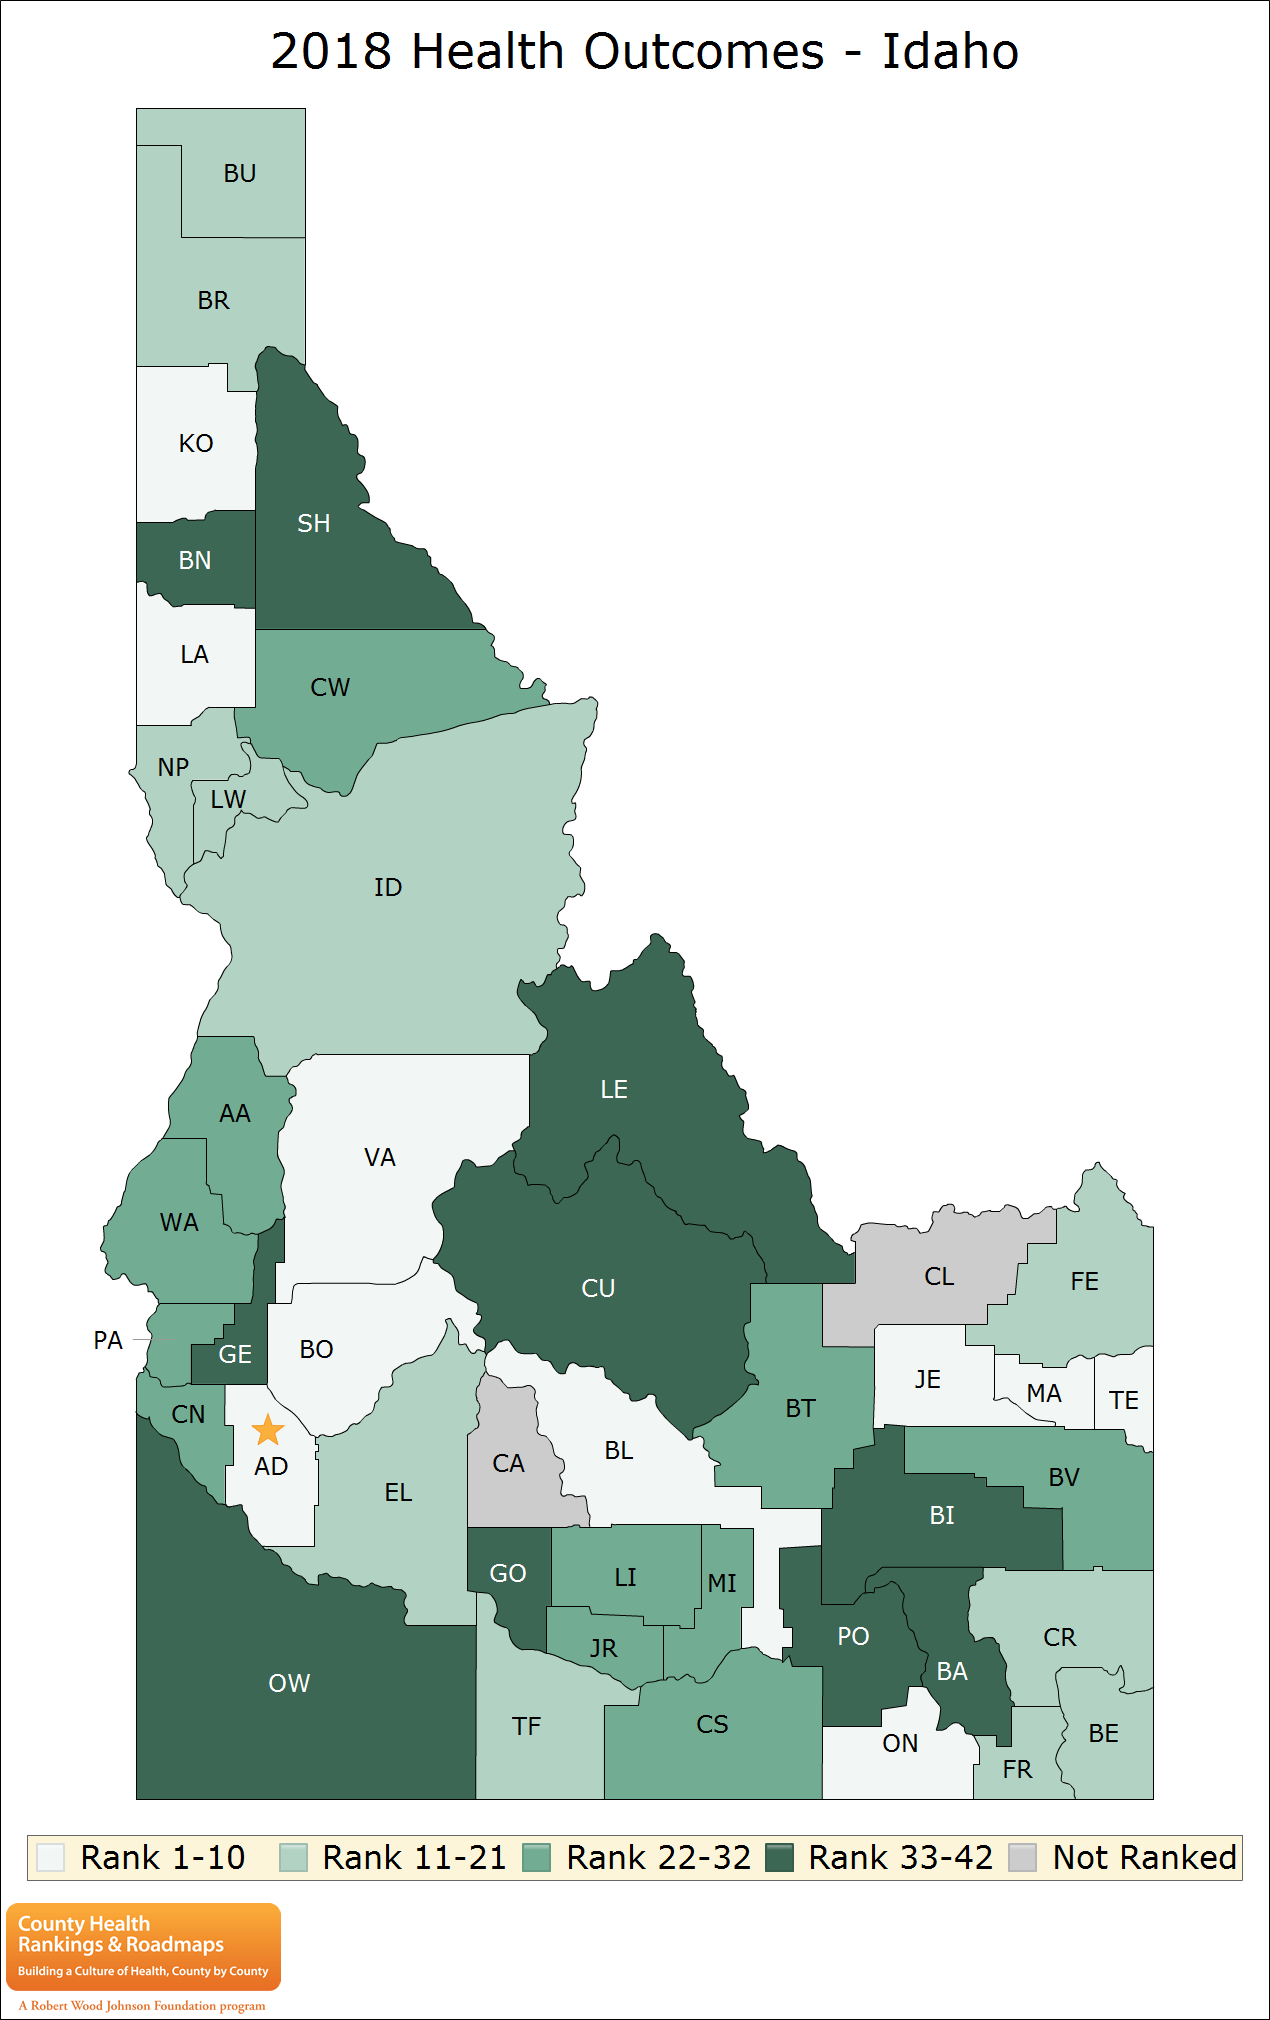 2018 Health Outcomes - Idaho
BU
BR
KO
SH
BN
LA
CW
NP
LW
ID
LE
AA
VA
WA
CU
CL
FE
PA
GE
BO
JE
MA
TE
CN
BT
AD
BL
CA
BV
EL
BI
GO
LI
MI
JR
PO
CR
BA
OW
TF
CS
ON
BE
FR
Rank 1-10 Rank 11-21 Rank 22-32 Rank 33-42 Not Ranked
County Health
Rankings & Roadmaps
Building a Culture of Health, County by County
A Robert Wood Johnson Foundation program